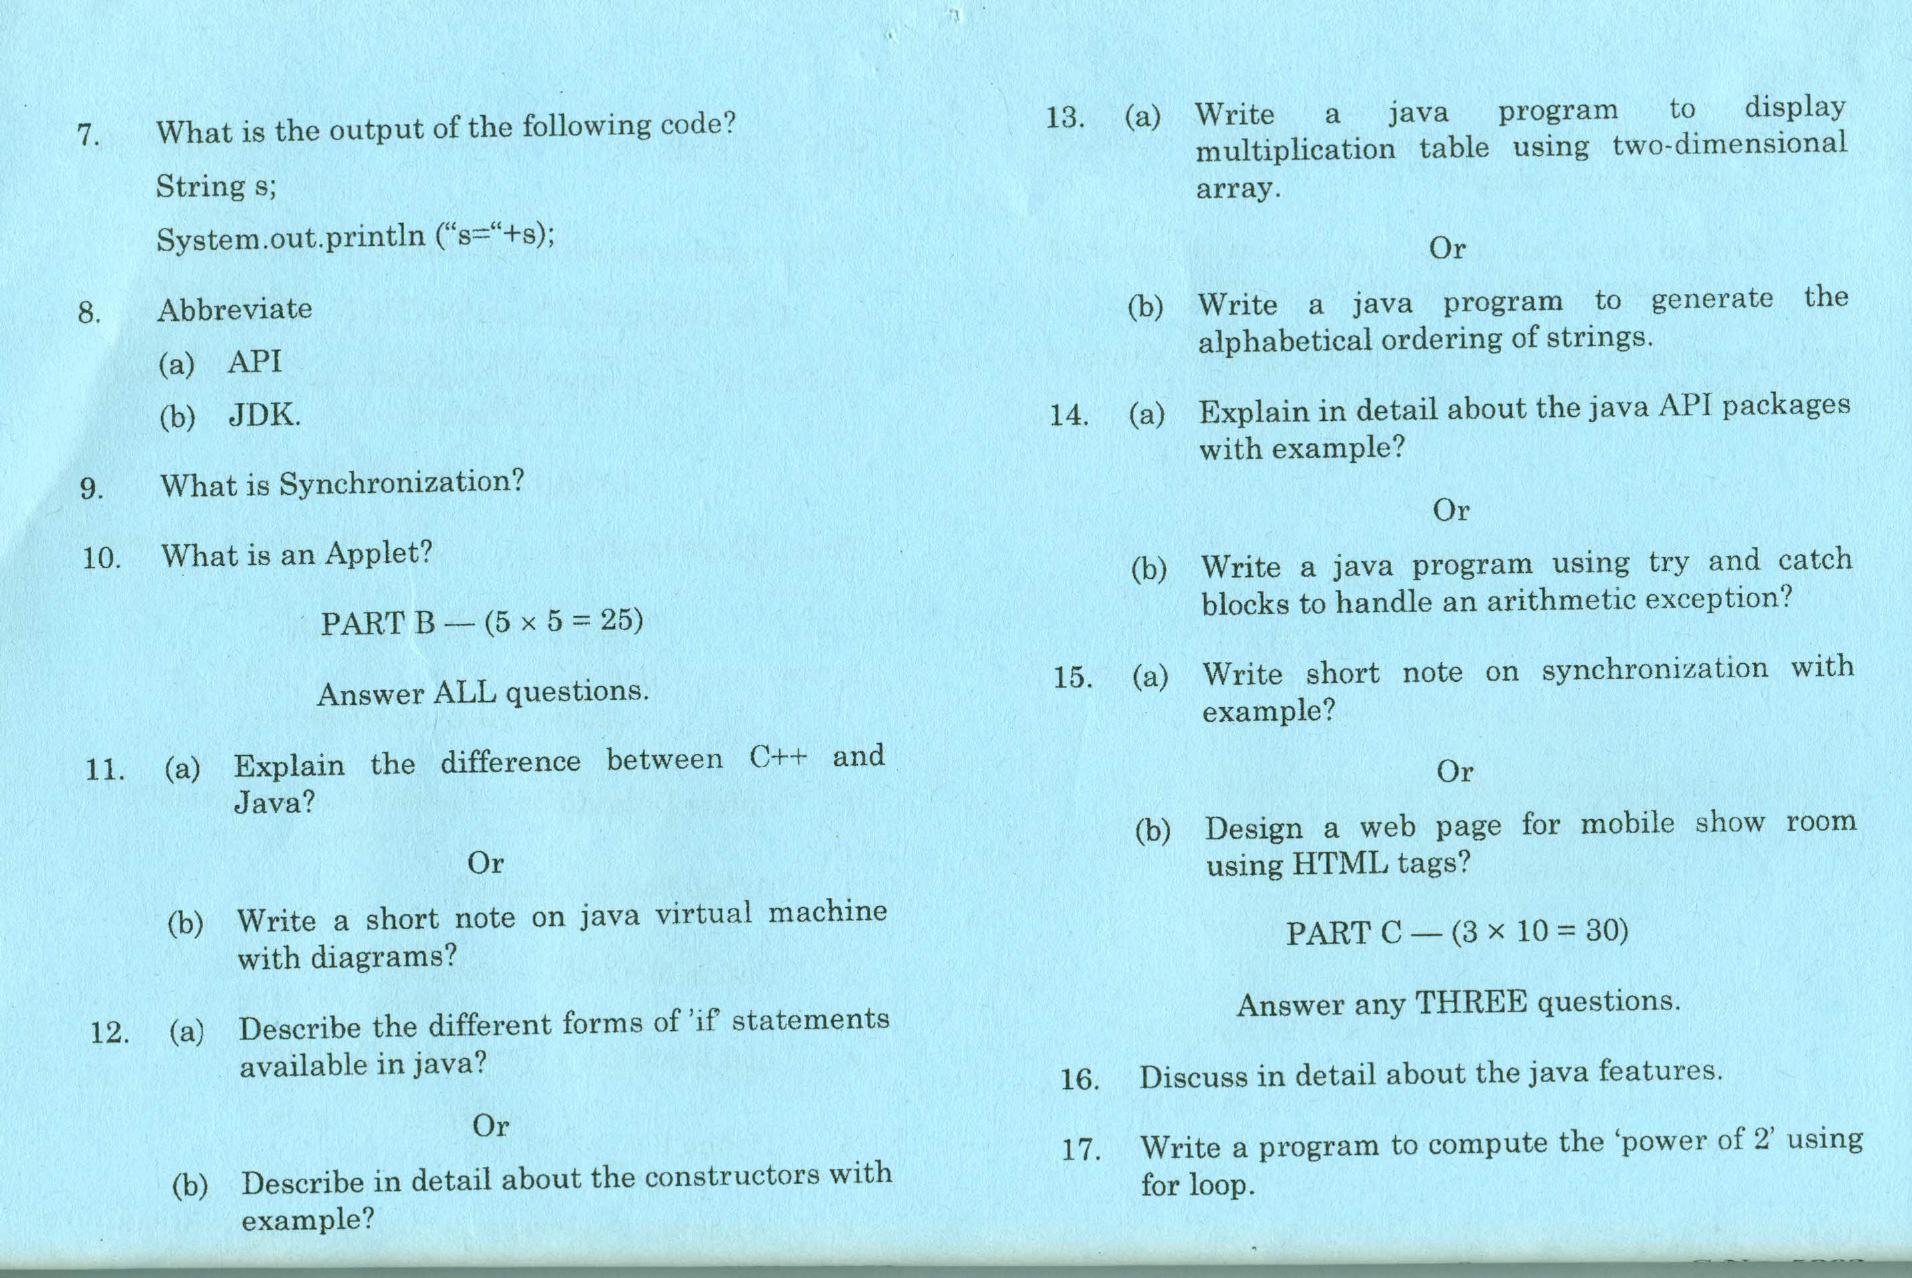 7. What is the output of the following code?
String s;
System.out.println (“s=“+s);
8. Abbreviate
(a) API
(b) JDK.
9. What is Synchronization?
10. What is an Applet?
PART B — (5 × 5 = 25)
Answer ALL questions.
11. (a) Explain the difference between C++ and
Java?
Or
(b) Write a short note on java virtual machine
with diagrams?
12. (a) Describe the different forms of 'if' statements
available in java?
Or
(b) Describe in detail about the constructors with
example?
13. (a) Write a java program to display
multiplication table using two-dimensional
array.
Or
(b) Write a java program to generate the
alphabetical ordering of strings.
14. (a) Explain in detail about the java API packages
with example?
Or
(b) Write a java program using try and catch
blocks to handle an arithmetic exception?
15. (a) Write short note on synchronization with
example?
Or
(b) Design a web page for mobile show room
using HTML tags?
PART C — (3 × 10 = 30)
Answer any THREE questions.
16. Discuss in detail about the java features.
17. Write a program to compute the ‘power of 2’ using
for loop.